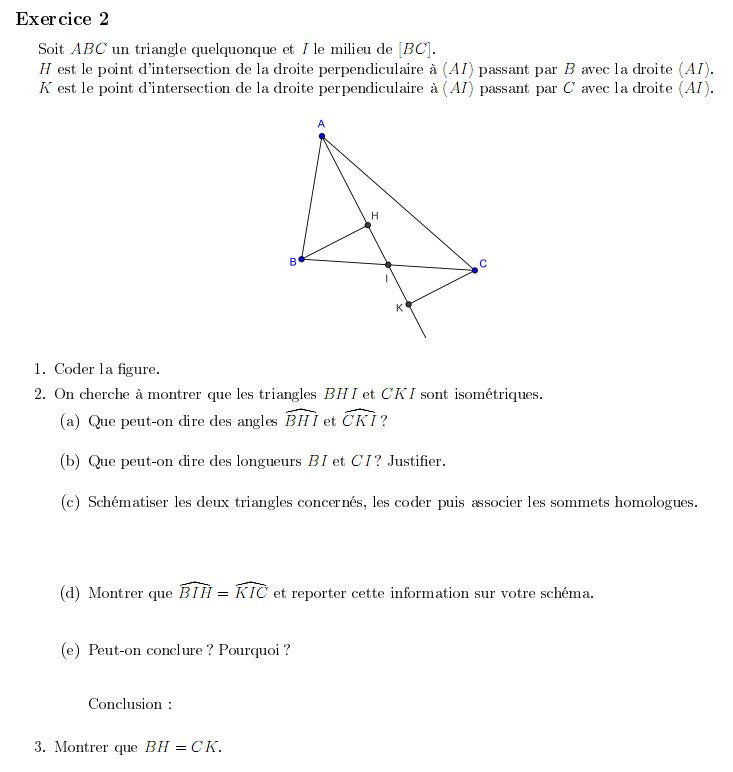 Exercice 2
Soit ABC un triangle quelquonque et I le milieu de [BC].
H est le point d'intersection de la droite perpendiculaire à (AI) passant par B avec la droite (AI).
K est le point d'intersection de la droite perpendiculaire à (AI) passant par C avec la droite (AI).
A
H
B
C
I
K
1. Coder la figure.
2. On cherche à montrer que les triangles BHI et CKI sont isométriques.
(a) Que peut-on dire des angles $\widehat{BHI}$ et $\widehat{CKI}$ ?
(b) Que peut-on dire des longueurs BI et CI ? Justifier.
(c) Schématiser les deux triangles concernés, les coder puis associer les sommets homologues.
(d) Montrer que $\widehat{BIH}$ = $\widehat{KIC}$ et reporter cette information sur votre schéma.
(e) Peut-on conclure ? Pourquoi ?
Conclusion :
3. Montrer que BH = CK.